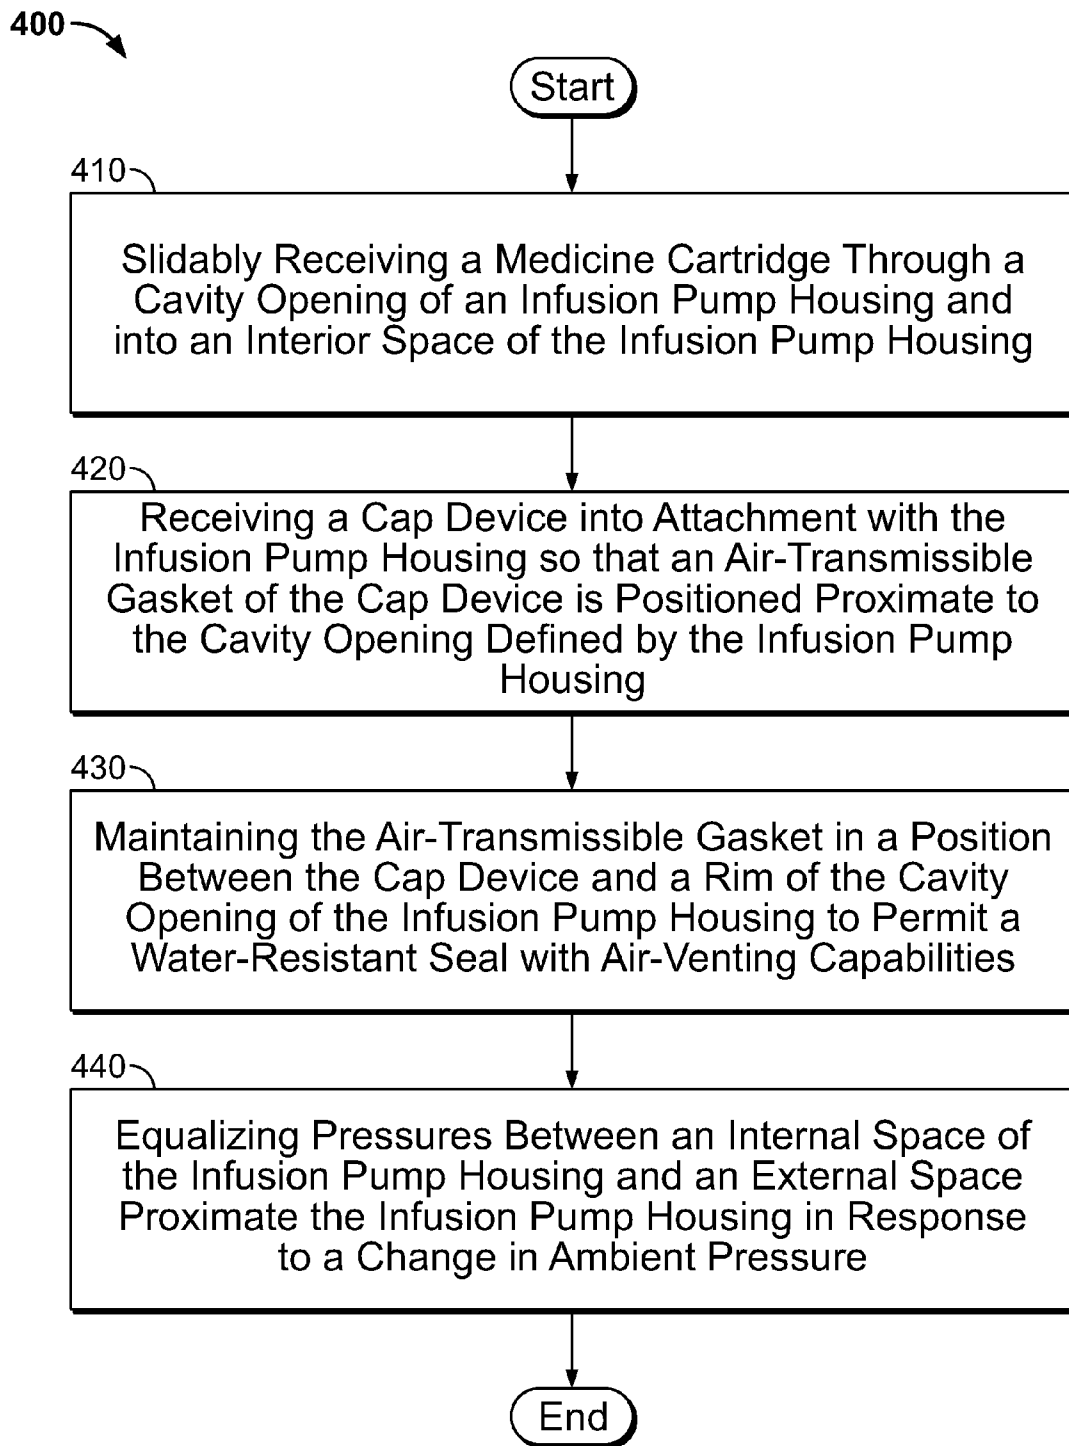 400
Start
410
Slidably Receiving a Medicine Cartridge Through a
Cavity Opening of an Infusion Pump Housing and
into an Interior Space of the Infusion Pump Housing
420
Receiving a Cap Device into Attachment with the
Infusion Pump Housing so that an Air-Transmissible
Gasket of the Cap Device is Positioned Proximate to
the Cavity Opening Defined by the Infusion Pump
Housing
430
Maintaining the Air-Transmissible Gasket in a Position
Between the Cap Device and a Rim of the Cavity
Opening of the Infusion Pump Housing to Permit a
Water-Resistant Seal with Air-Venting Capabilities
440
Equalizing Pressures Between an Internal Space of
the Infusion Pump Housing and an External Space
Proximate the Infusion Pump Housing in Response
to a Change in Ambient Pressure
End